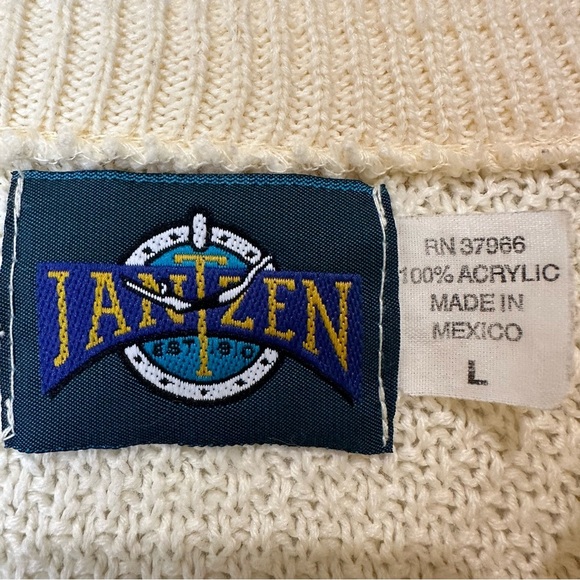 JANTZEN
EST. 1910
RN 37966
100% ACRYLIC
MADE IN
MEXICO
L